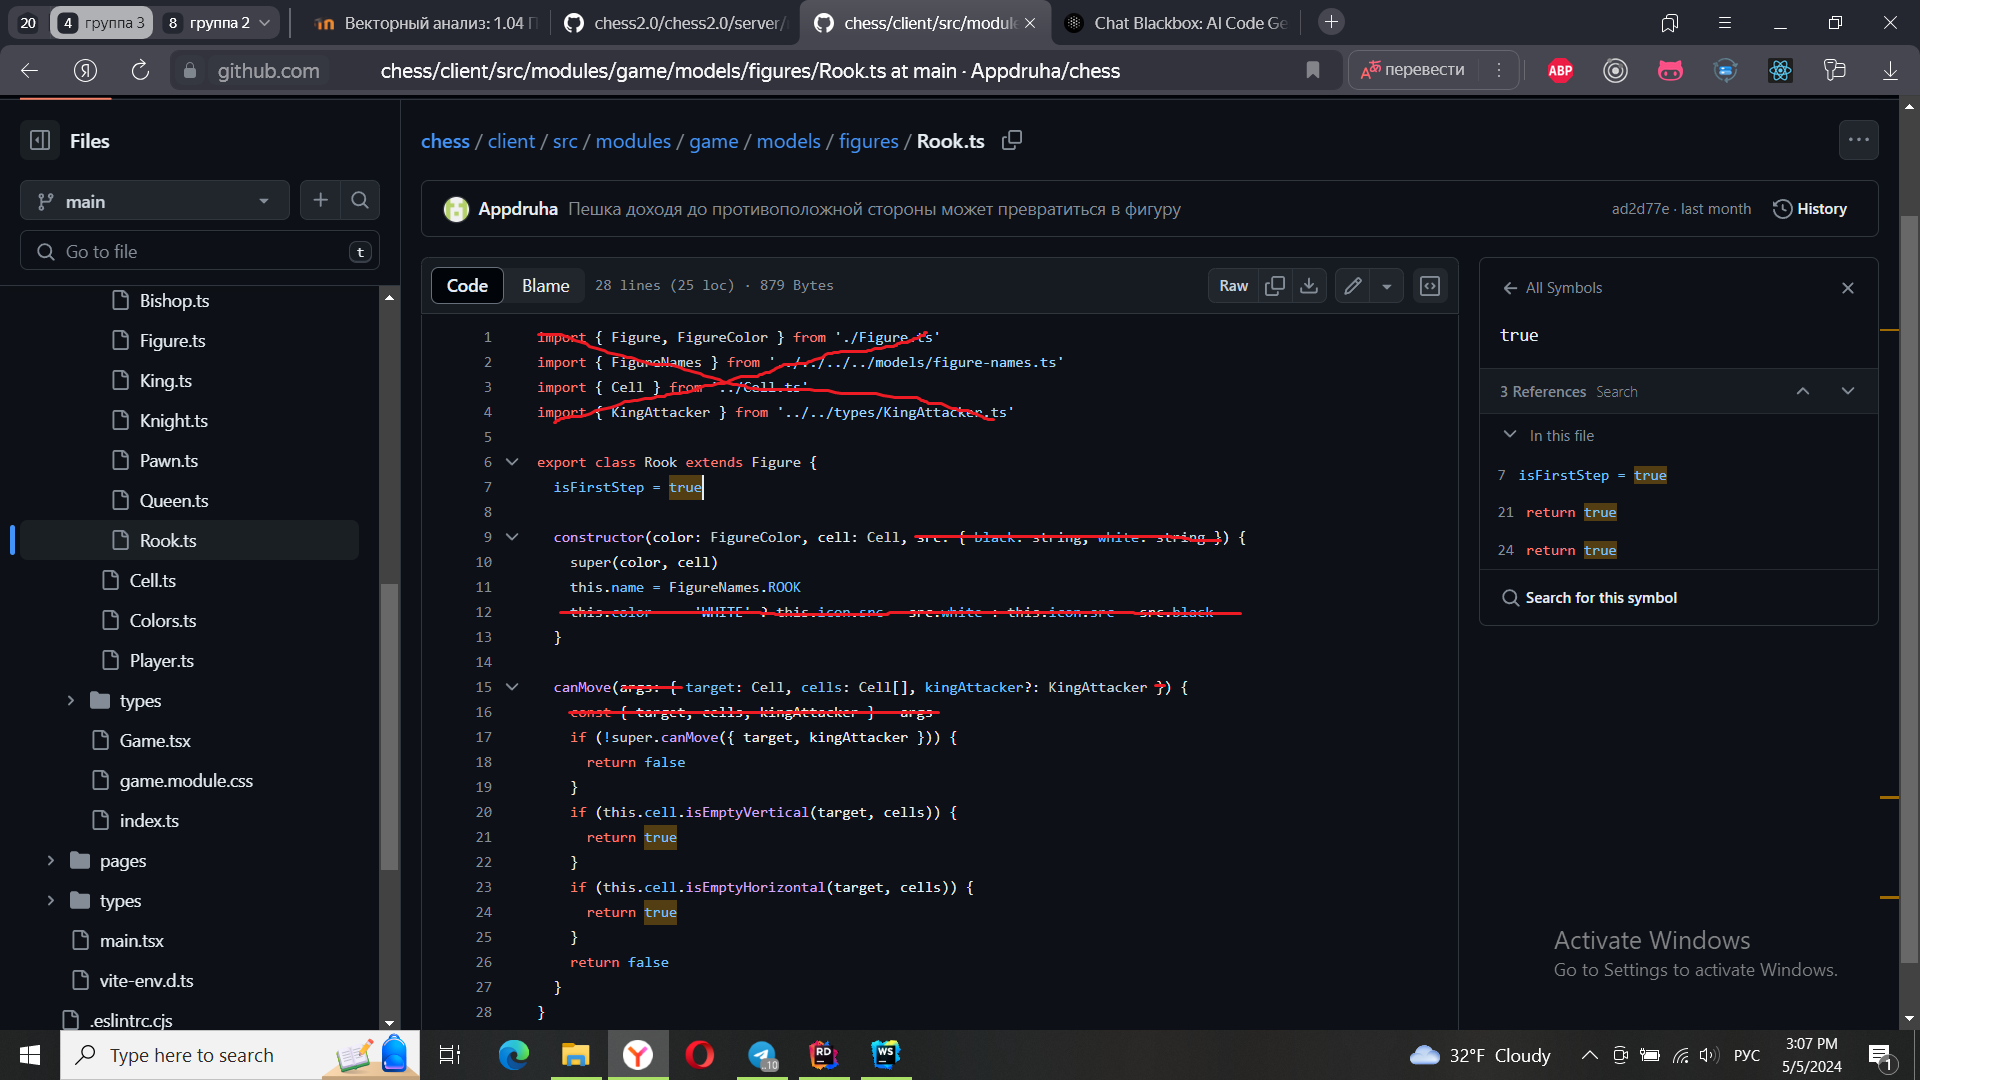 20
4 группа 3
8 группа 2
Векторный анализ: 1.04 П
chess2.0/chess2.0/server/
chess/client/src/module
Chat Blackbox: AI Code Ge
github.com
chess/client/src/modules/game/models/figures/Rook.ts at main · Appdruha/chess
перевести
ABP
Files
main
Go to file
t
Bishop.ts
Figure.ts
King.ts
Knight.ts
Pawn.ts
Queen.ts
Rook.ts
Cell.ts
Colors.ts
Player.ts
types
Game.tsx
game.module.css
index.ts
pages
types
main.tsx
vite-env.d.ts
.eslintrc.cjs
chess / client / src / modules / game / models / figures / Rook.ts
Appdruha Пешка доходя до противоположной стороны может превратиться в фигуру
ad2d77e · last month
History
Code
Blame
28 lines (25 loc) · 879 Bytes
Raw
1 import { Figure, FigureColor } from './Figure.ts'
2 import { FigureNames } from '../../../../models/figure-names.ts'
3 import { Cell } from '../Cell.ts'
4 import { KingAttacker } from '../../types/KingAttacker.ts'
5
6 export class Rook extends Figure {
7 isFirstStep = true
8
9 constructor(color: FigureColor, cell: Cell, src: { black: string, white: string }) {
10 super(color, cell)
11 this.name = FigureNames.ROOK
12 this.color === 'WHITE' ? this.icon.src = src.white : this.icon.src = src.black
13 }
14
15 canMove(args: { target: Cell, cells: Cell[], kingAttacker?: KingAttacker }) {
16 const { target, cells, kingAttacker } = args
17 if (!super.canMove({ target, kingAttacker })) {
18 return false
19 }
20 if (this.cell.isEmptyVertical(target, cells)) {
21 return true
22 }
23 if (this.cell.isEmptyHorizontal(target, cells)) {
24 return true
25 }
26 return false
27 }
28 }
All Symbols
true
3 References Search
In this file
7 isFirstStep = true
21 return true
24 return true
Search for this symbol
Activate Windows
Go to Settings to activate Windows.
Type here to search
..10
RD
WS
32°F Cloudy
РУС
3:07 PM
5/5/2024
1